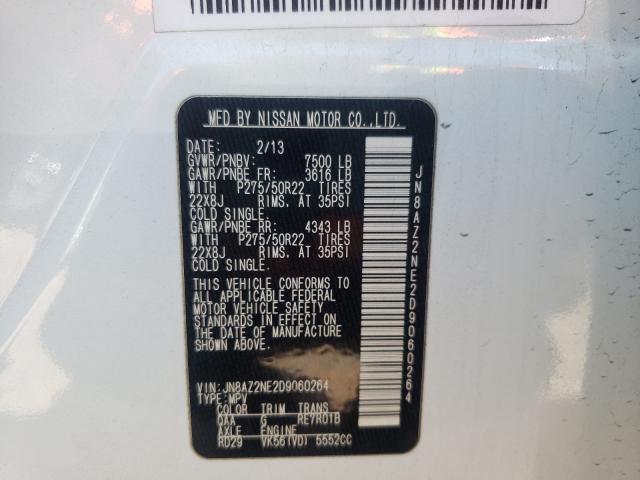 MFD BY NISSAN MOTOR CO.,LTD.
DATE: 2/13
GVWR/PNBV: 7500 LB
GAWR/PNBE FR: 3616 LB
WITH P275/50R22 TIRES
22X8J RIMS. AT 35PSI
COLD SINGLE.
GAWR/PNBE RR: 4343 LB
WITH P275/50R22 TIRES
22X8J RIMS. AT 35PSI
COLD SINGLE.
THIS VEHICLE CONFORMS TO
ALL APPLICABLE FEDERAL
MOTOR VEHICLE SAFETY
STANDARDS IN EFFECT ON
THE DATE OF MANUFACTURE
SHOWN ABOVE.
VIN: JN8AZ2NE2D9060264
TYPE: MPV
COLOR TRIM TRANS
QAA G RE7R01B
AXLE ENGINE
RD29 VK56(VD) 5552CC
JN8AZ2NE2D9060264